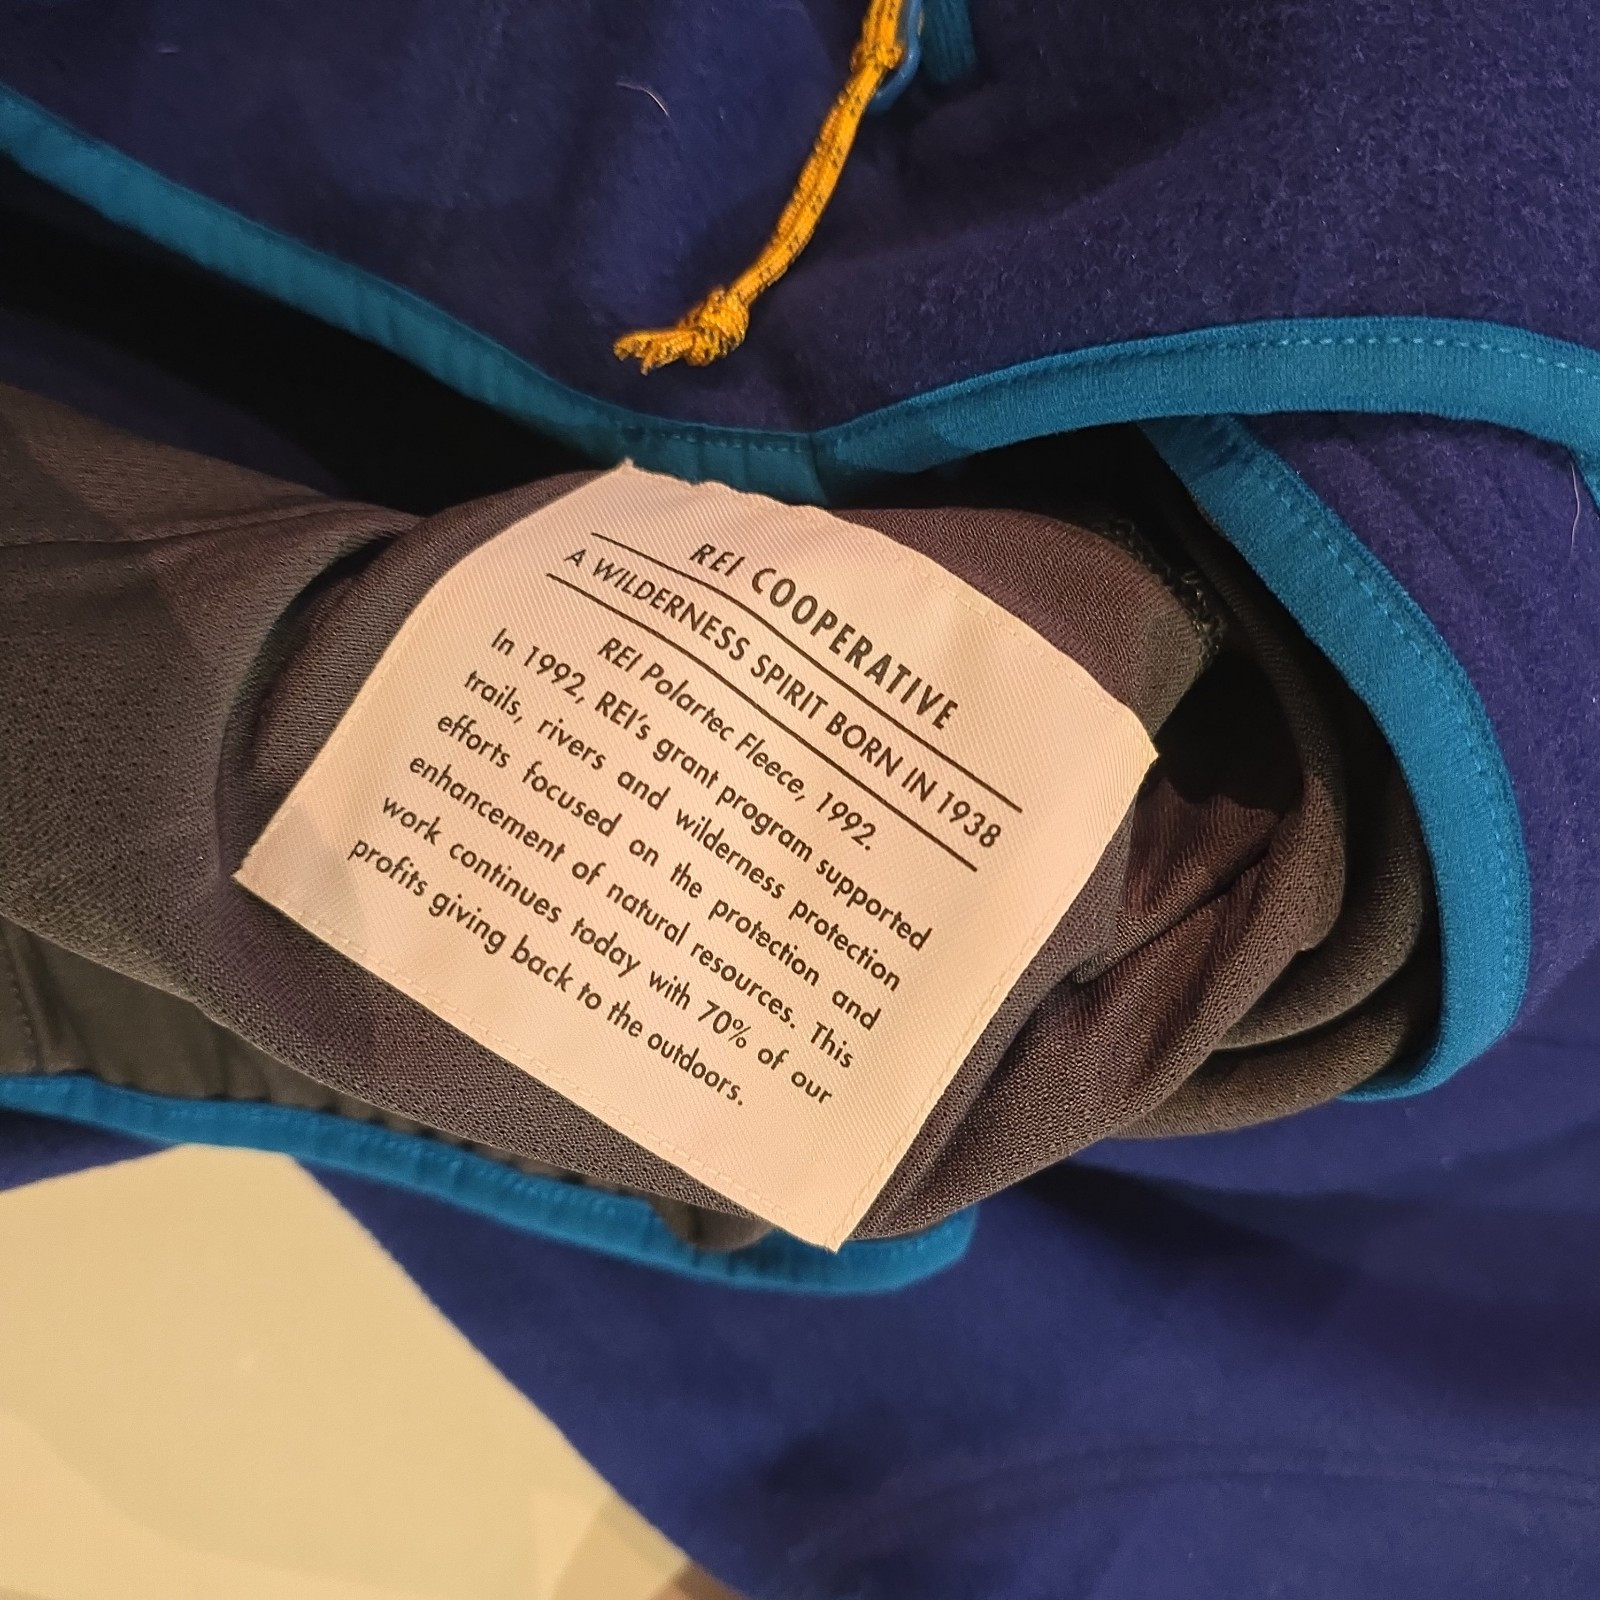 REI COOPERATIVE
A WILDERNESS SPIRIT BORN IN 1938
REI Polartec Fleece, 1992.
In 1992, REI's grant program supported
trails, rivers and wilderness protection
efforts focused on the protection and
enhancement of natural resources. This
work continues today with 70% of our
profits giving back to the outdoors.